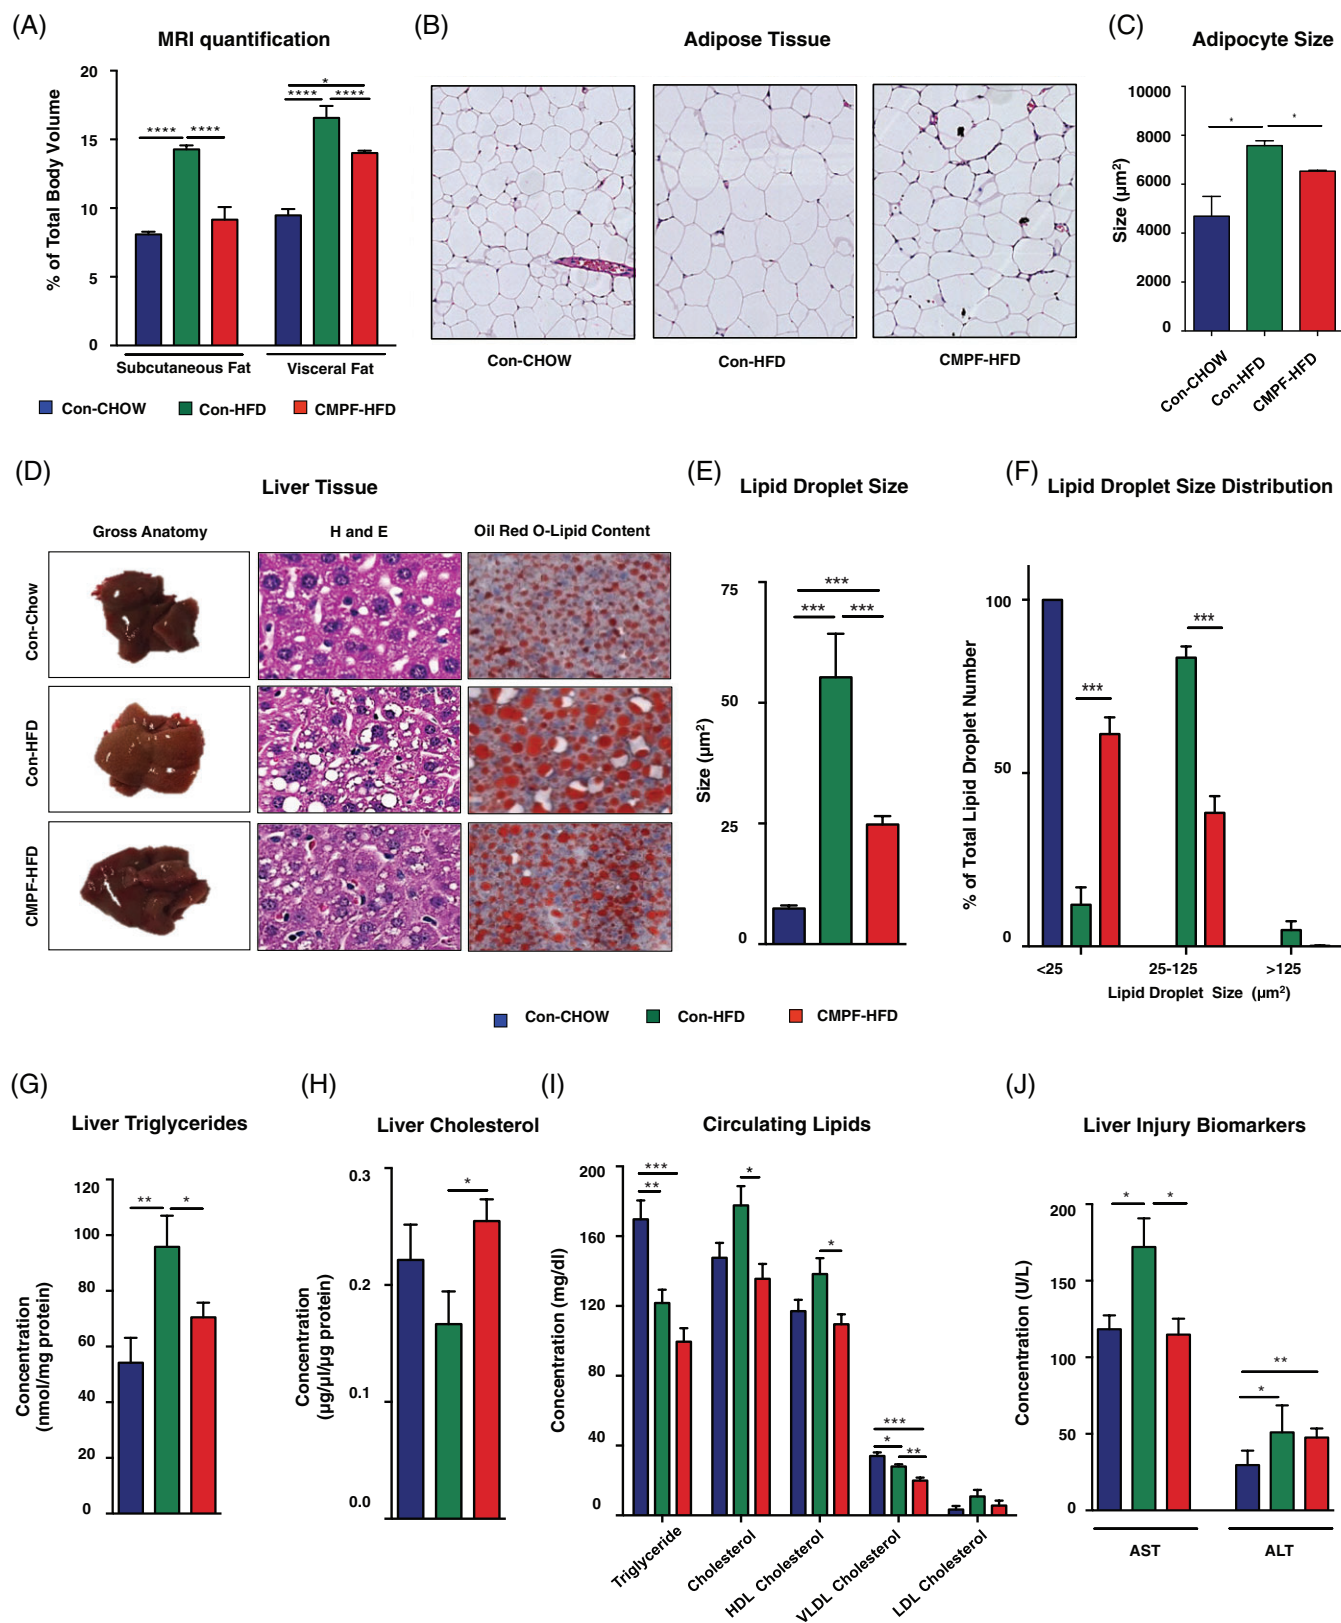 (A)
MRI quantification
% of Total Body Volume
20
15
10
5
0
****
****
****
*
****
Subcutaneous Fat
Visceral Fat
Con-CHOW
Con-HFD
CMPF-HFD
(B)
Adipose Tissue
Con-CHOW
Con-HFD
CMPF-HFD
(C)
Adipocyte Size
Size (µm²)
10000
8000
6000
4000
2000
0
*
*
Con-CHOW
Con-HFD
CMPF-HFD
(D)
Liver Tissue
Gross Anatomy
H and E
Oil Red O-Lipid Content
Con-Chow
Con-HFD
CMPF-HFD
(E)
Lipid Droplet Size
Size (µm²)
75
50
25
0
***
***
***
(F)
Lipid Droplet Size Distribution
% of Total Lipid Droplet Number
100
50
0
***
***
<25
25-125
>125
Lipid Droplet Size (µm²)
Con-CHOW
Con-HFD
CMPF-HFD
(G)
Liver Triglycerides
Concentration
(nmol/mg protein)
120
100
80
60
40
20
0
**
*
(H)
Liver Cholesterol
Concentration
(µg/µl/µg protein)
0.3
0.2
0.1
0.0
*
(I)
Circulating Lipids
Concentration (mg/dl)
200
160
120
80
40
0
***
**
*
*
***
*
**
Triglyceride
Cholesterol
HDL Cholesterol
VLDL Cholesterol
LDL Cholesterol
(J)
Liver Injury Biomarkers
Concentration (U/L)
200
150
100
50
0
*
*
**
*
AST
ALT